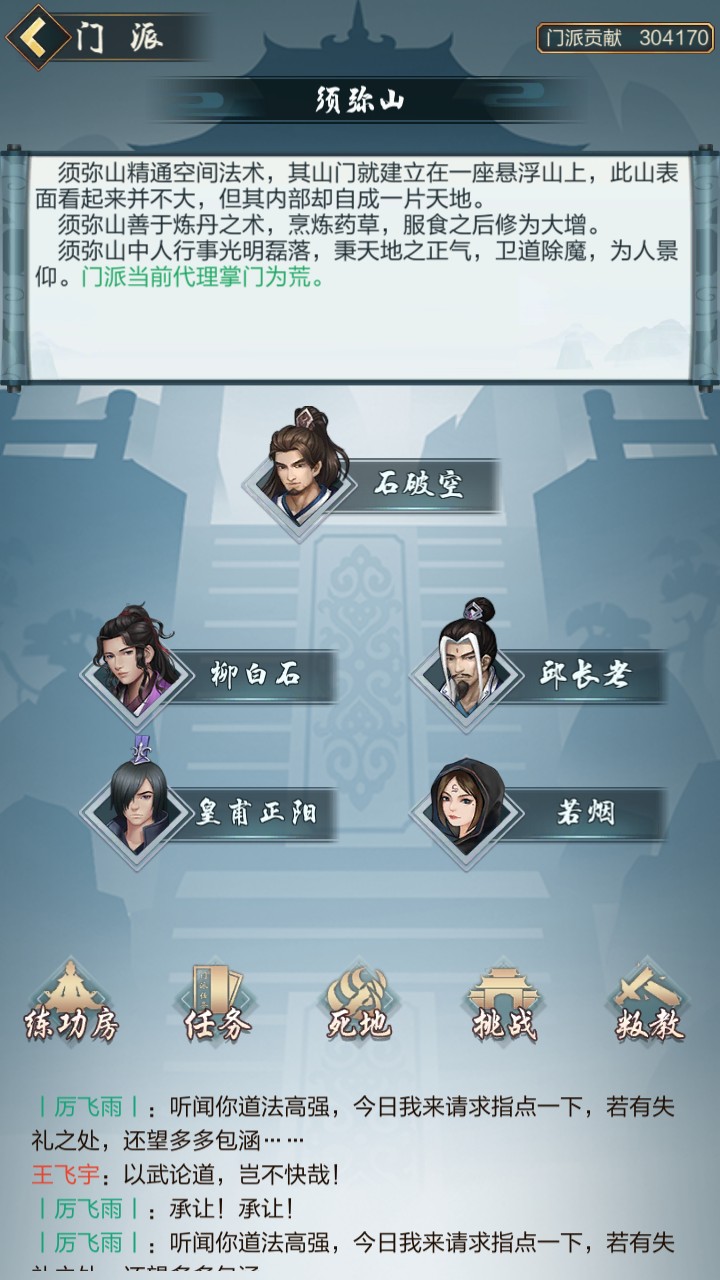 门 派
门派贡献 304170
须弥山
须弥山精通空间法术，其山门就建立在一座悬浮山上，此山表
面看起来并不大，但其内部却自成一片天地。
须弥山善于炼丹之术，烹炼药草，服食之后修为大增。
须弥山中人行事光明磊落，秉天地之正气，卫道除魔，为人景
仰。门派当前代理掌门为荒。
石破空
柳白石
邱长老
皇甫正阳
若烟
练功房
任务
死地
挑战
叛教
丨厉飞雨丨：听闻你道法高强，今日我来请求指点一下，若有失
礼之处，还望多多包涵……
王飞宇：以武论道，岂不快哉！
丨厉飞雨丨：承让！承让！
丨厉飞雨丨：听闻你道法高强，今日我来请求指点一下，若有失